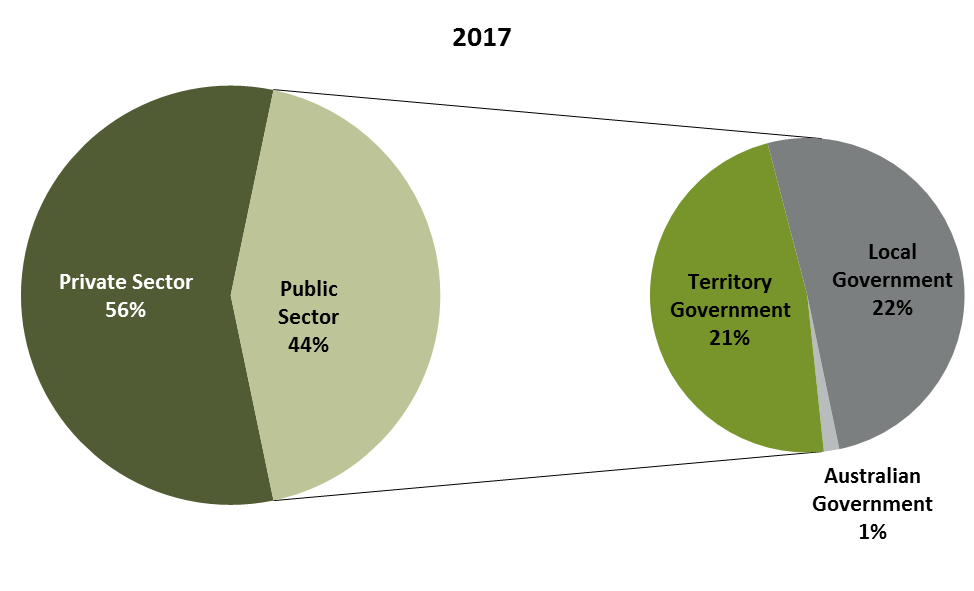 2017
Private Sector
56%
Public
Sector
44%
Territory
Government
21%
Local
Government
22%
Australian
Government
1%